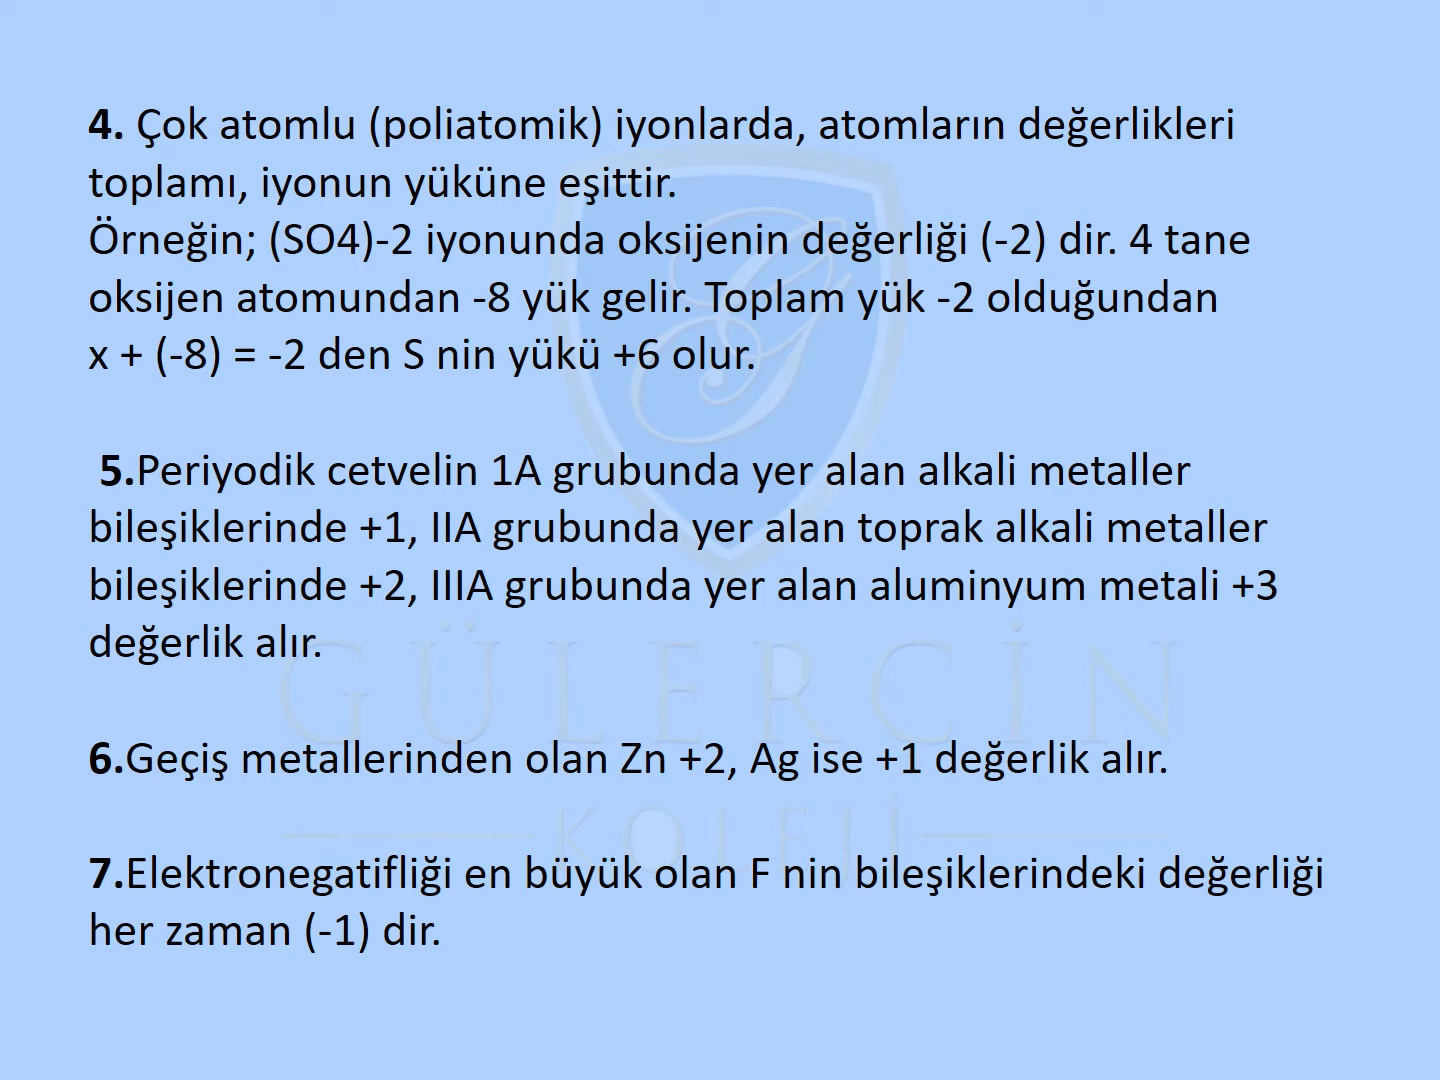 4. Çok atomlu (poliatomik) iyonlarda, atomların değerlikleri
toplamı, iyonun yüküne eşittir.
Örneğin; (SO4)-2 iyonunda oksijenin değerliği (-2) dir. 4 tane
oksijen atomundan -8 yük gelir. Toplam yük -2 olduğundan
x + (-8) = -2 den S nin yükü +6 olur.
5.Periyodik cetvelin 1A grubunda yer alan alkali metaller
bileşiklerinde +1, IIA grubunda yer alan toprak alkali metaller
bileşiklerinde +2, IIIA grubunda yer alan aluminyum metali +3
değerlik alır.
GÜLERCİN
6.Geçiş metallerinden olan Zn +2, Ag ise +1 değerlik alır.
KOLEJİ
7.Elektronegatifliği en büyük olan F nin bileşiklerindeki değerliği
her zaman (-1) dir.